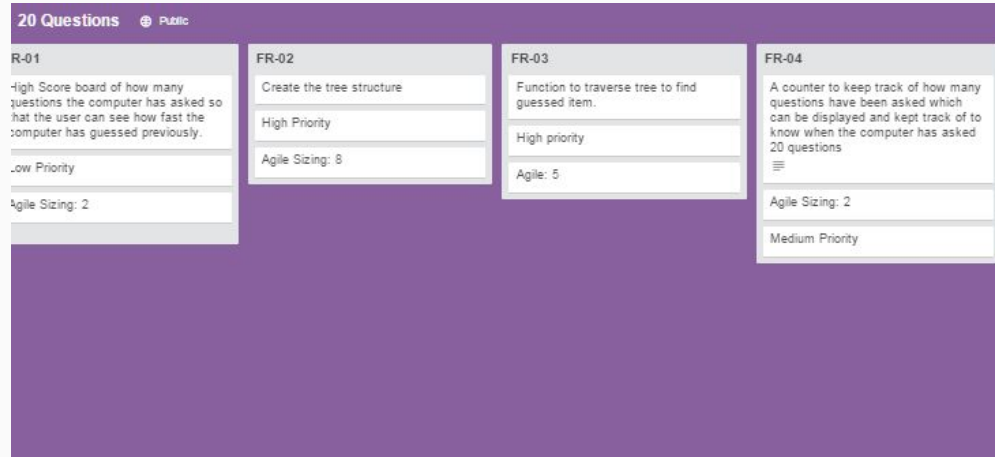 20 Questions Public
R-01
High Score board of how many
questions the computer has asked so
that the user can see how fast the
computer has guessed previously.
Low Priority
Agile Sizing: 2
FR-02
Create the tree structure
High Priority
Agile Sizing: 8
FR-03
Function to traverse tree to find
guessed item.
High priority
Agile: 5
FR-04
A counter to keep track of how many
questions have been asked which
can be displayed and kept track of to
know when the computer has asked
20 questions
Agile Sizing: 2
Medium Priority